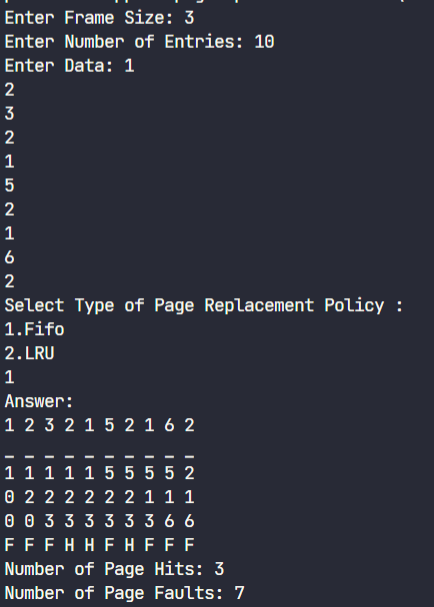 Enter Frame Size: 3
Enter Number of Entries: 10
Enter Data: 1
2
3
2
1
5
2
1
6
2
Select Type of Page Replacement Policy :
1.Fifo
2.LRU
1
Answer:
1 2 3 2 1 5 2 1 6 2
_ _ _ _ _ _ _ _ _ _
1 1 1 1 1 5 5 5 5 2
0 2 2 2 2 2 2 1 1 1
0 0 3 3 3 3 3 3 6 6
F F F H H F H F F F
Number of Page Hits: 3
Number of Page Faults: 7